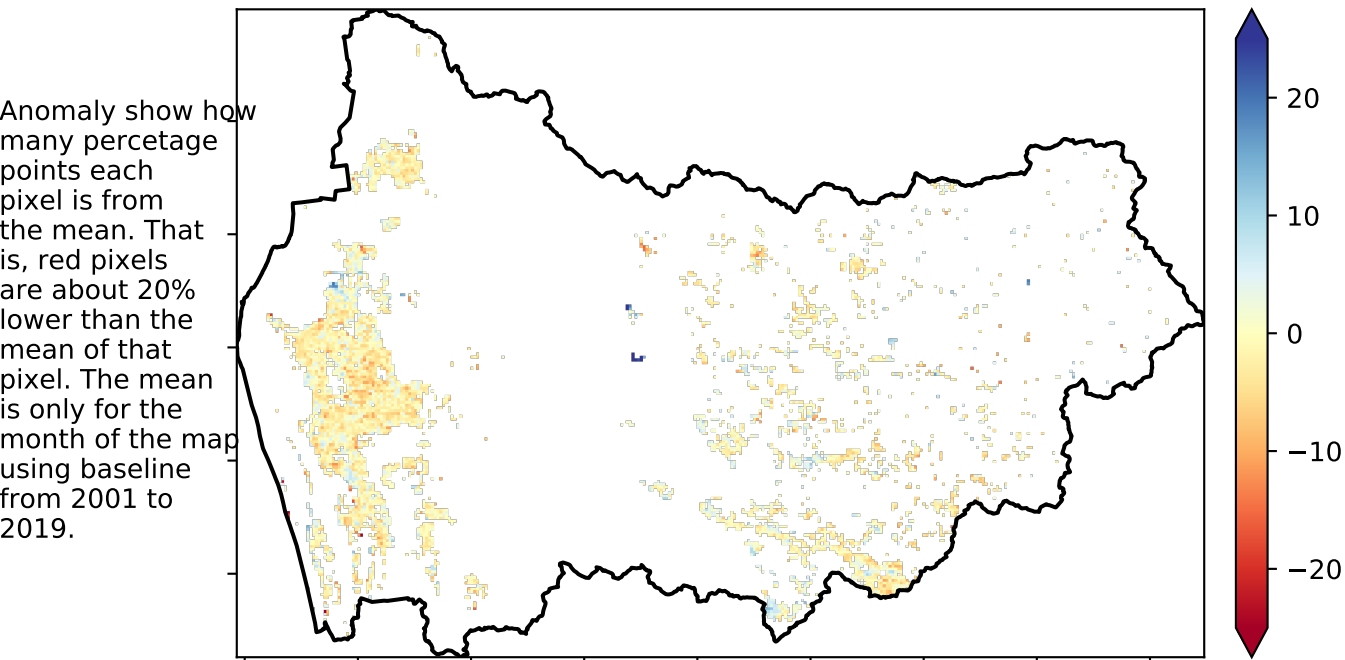 Anomaly show how
many percetage
points each
pixel is from
the mean. That
is, red pixels
are about 20%
lower than the
mean of that
pixel. The mean
is only for the
month of the map
using baseline
from 2001 to
2019.
20
10
0
−10
−20